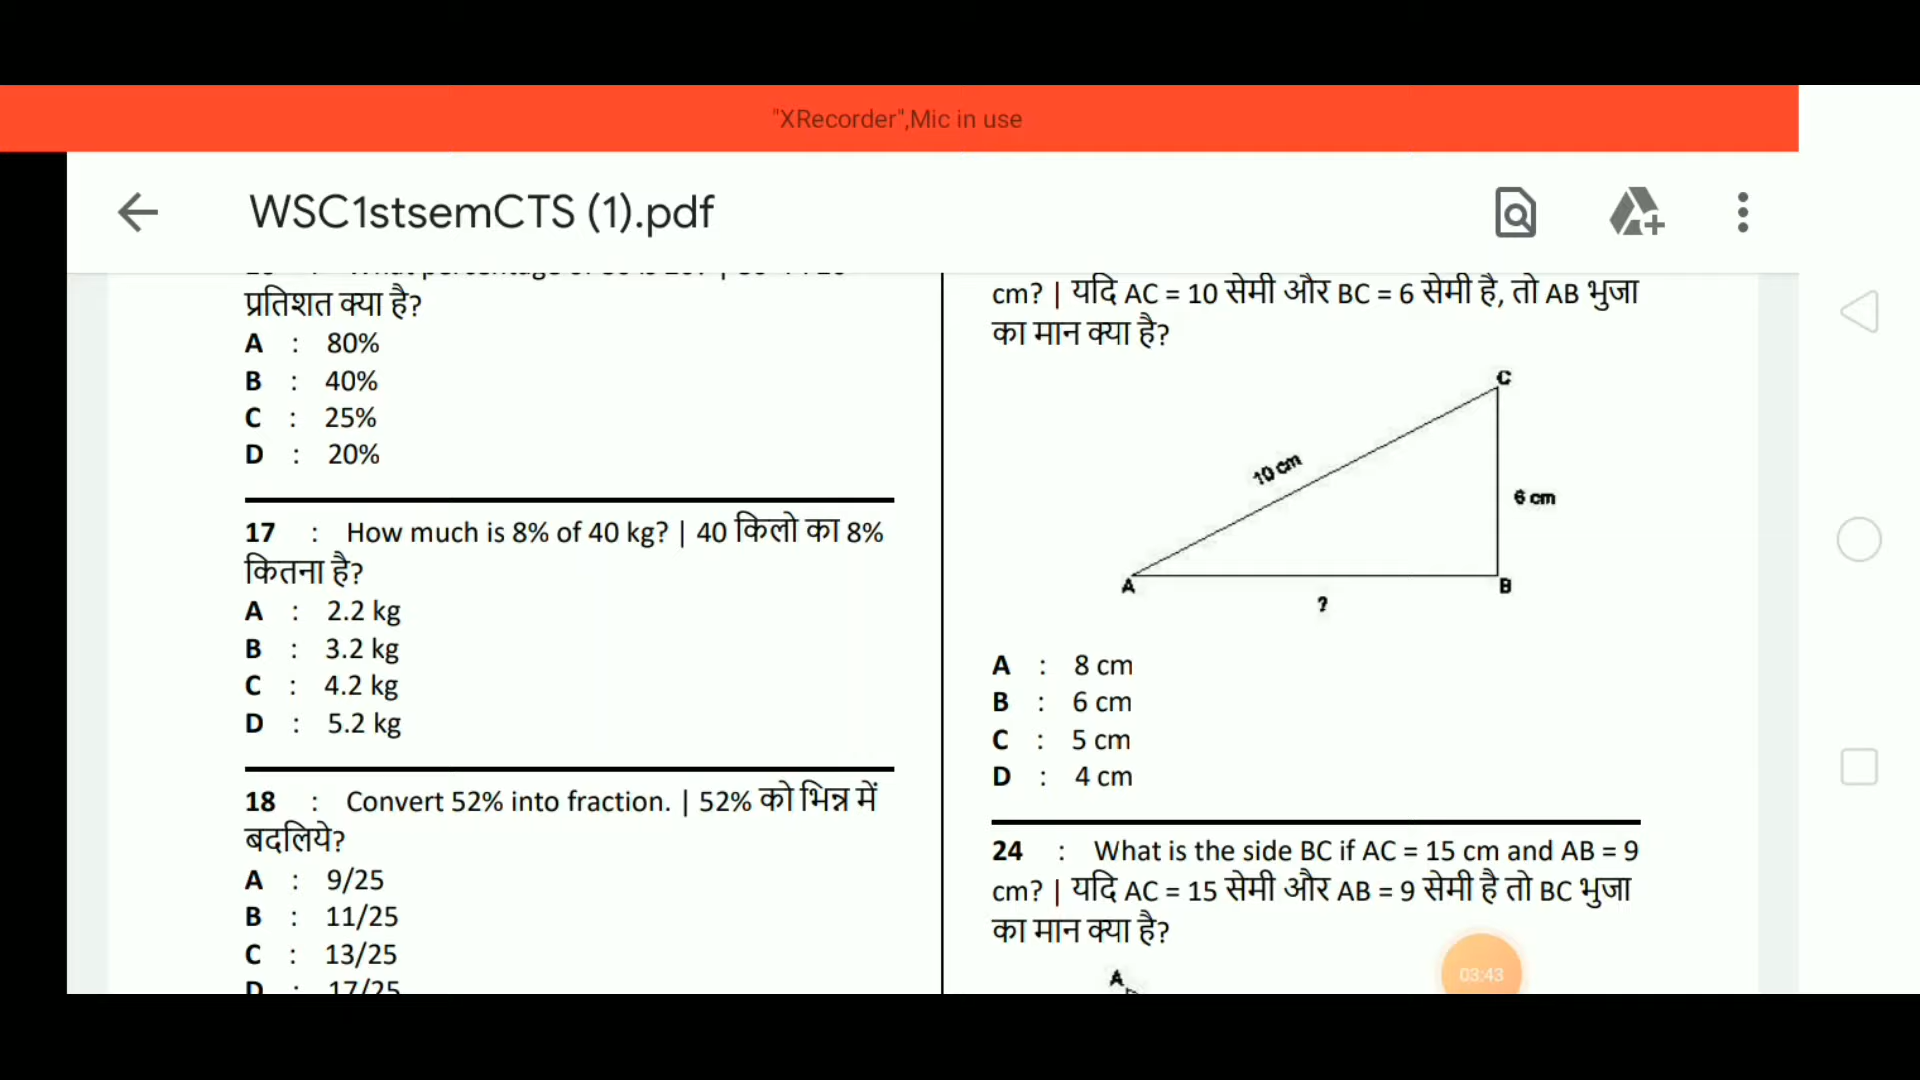 "XRecorder",Mic in use
WSC1stsemCTS (1).pdf
प्रतिशत क्या है?
A : 80%
B : 40%
C : 25%
D : 20%
17 : How much is 8% of 40 kg? | 40 किलो का 8%
कितना है?
A : 2.2 kg
B : 3.2 kg
C : 4.2 kg
D : 5.2 kg
18 : Convert 52% into fraction. | 52% को भिन्न में
बदलिये?
A : 9/25
B : 11/25
C : 13/25
D : 17/25
cm? | यदि AC = 10 सेमी और BC = 6 सेमी है, तो AB भुजा
का मान क्या है?
C
10 cm
6 cm
A
B
?
A : 8 cm
B : 6 cm
C : 5 cm
D : 4 cm
24 : What is the side BC if AC = 15 cm and AB = 9
cm? | यदि AC = 15 सेमी और AB = 9 सेमी है तो BC भुजा
का मान क्या है?
A
03:43